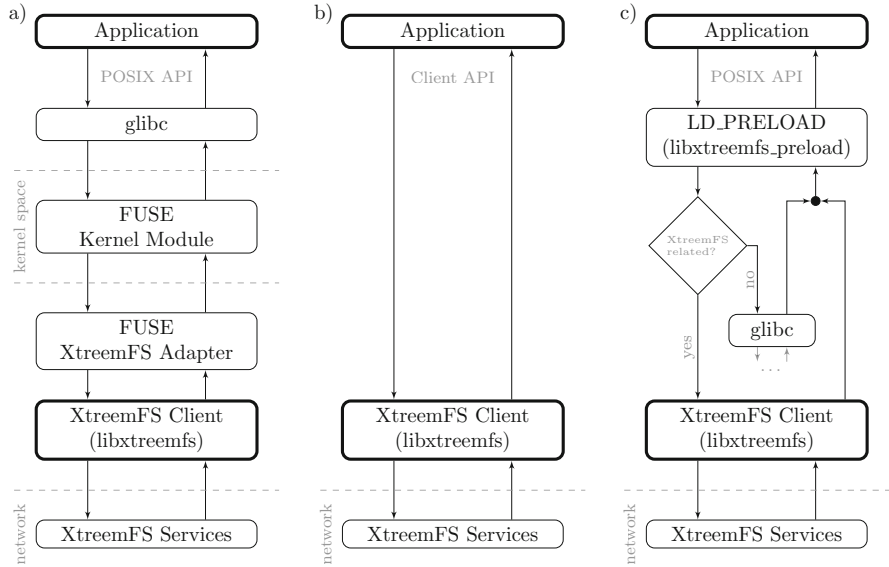 a)
Application
POSIX API
glibc
kernel space
FUSE
Kernel Module
FUSE
XtreemFS Adapter
XtreemFS Client
(libxtreemfs)
network
XtreemFS Services
b)
Application
Client API
XtreemFS Client
(libxtreemfs)
network
XtreemFS Services
c)
Application
POSIX API
LD_PRELOAD
(libxtreemfs_preload)
XtreemFS
related?
no
glibc
...
yes
XtreemFS Client
(libxtreemfs)
network
XtreemFS Services